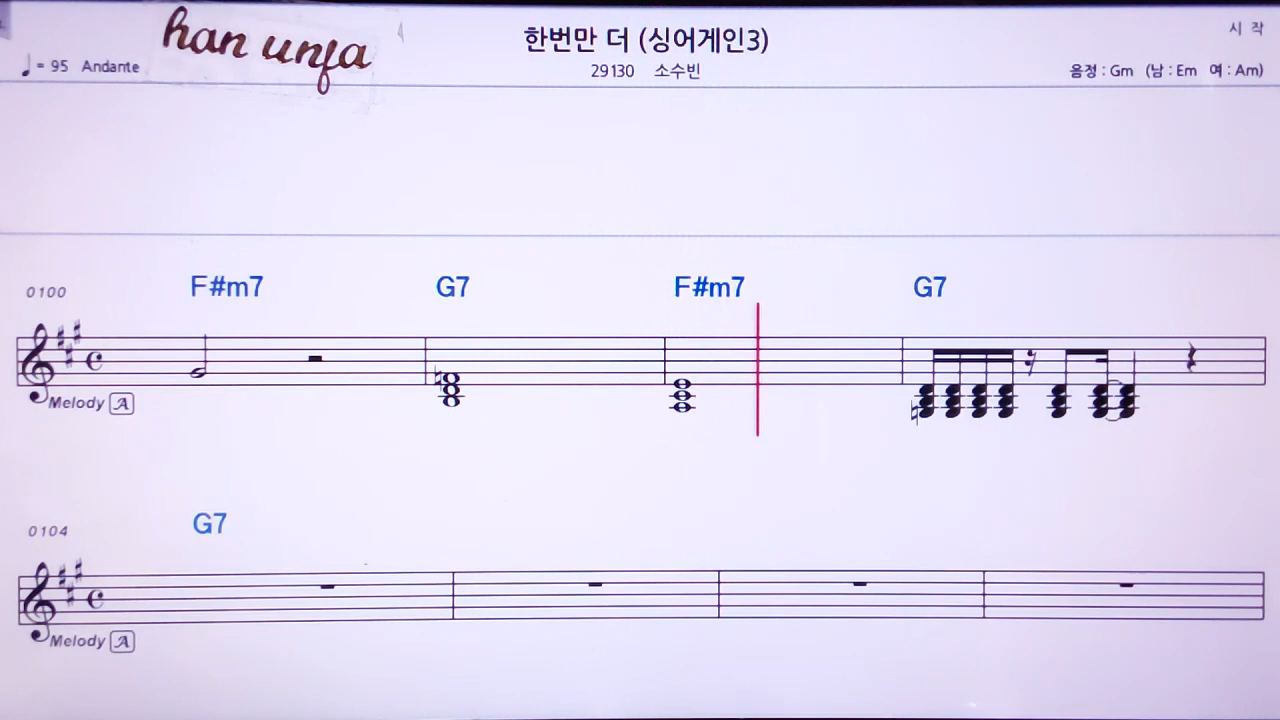 han unfa
한번만 더 (싱어게인3)
시 작
♩ = 95 Andante
29130 소수빈
음정 : Gm (남 : Em 여 : Am)
0100
F#m7 G7 F#m7 G7
Melody A
0104
G7
Melody A